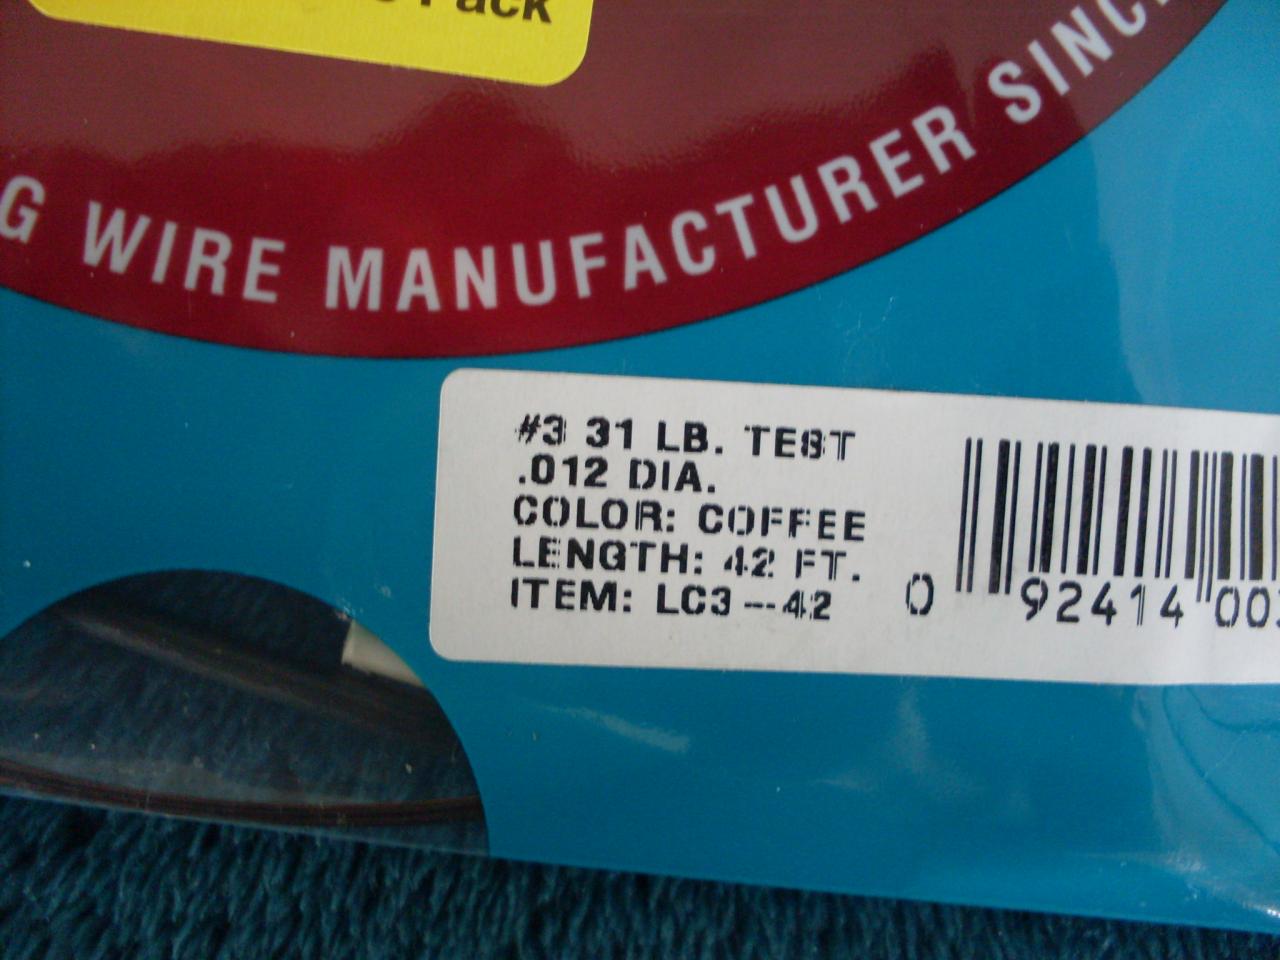 Pack
G WIRE MANUFACTURER SINC
#3 31 LB. TEST
.012 DIA.
COLOR: COFFEE
LENGTH: 42 FT.
ITEM: LC3--42
0 92414 00